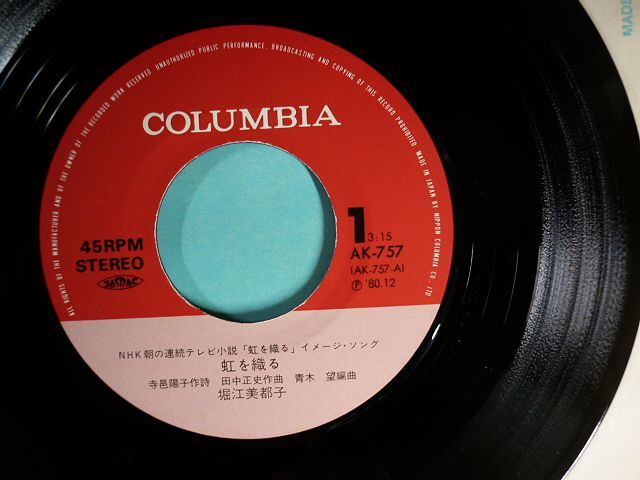 ALL RIGHTS OF THE MANUFACTURER AND OF THE OWNER OF THE RECORDED WORK RESERVED. UNAUTHORIZED PUBLIC PERFORMANCE, BROADCASTING AND COPYING OF THIS RECORD PROHIBITED. MADE IN JAPAN BY NIPPON COLUMBIA CO., LTD.
COLUMBIA
45RPM
STEREO
JASRAC
1
3:15
AK-757
(AK-757-A)
Ⓟ '80.12
NHK朝の連続テレビ小説「虹を織る」イメージ・ソング
虹を織る
寺邑陽子作詩 田中正史作曲 青木 望編曲
堀江美都子
MADE